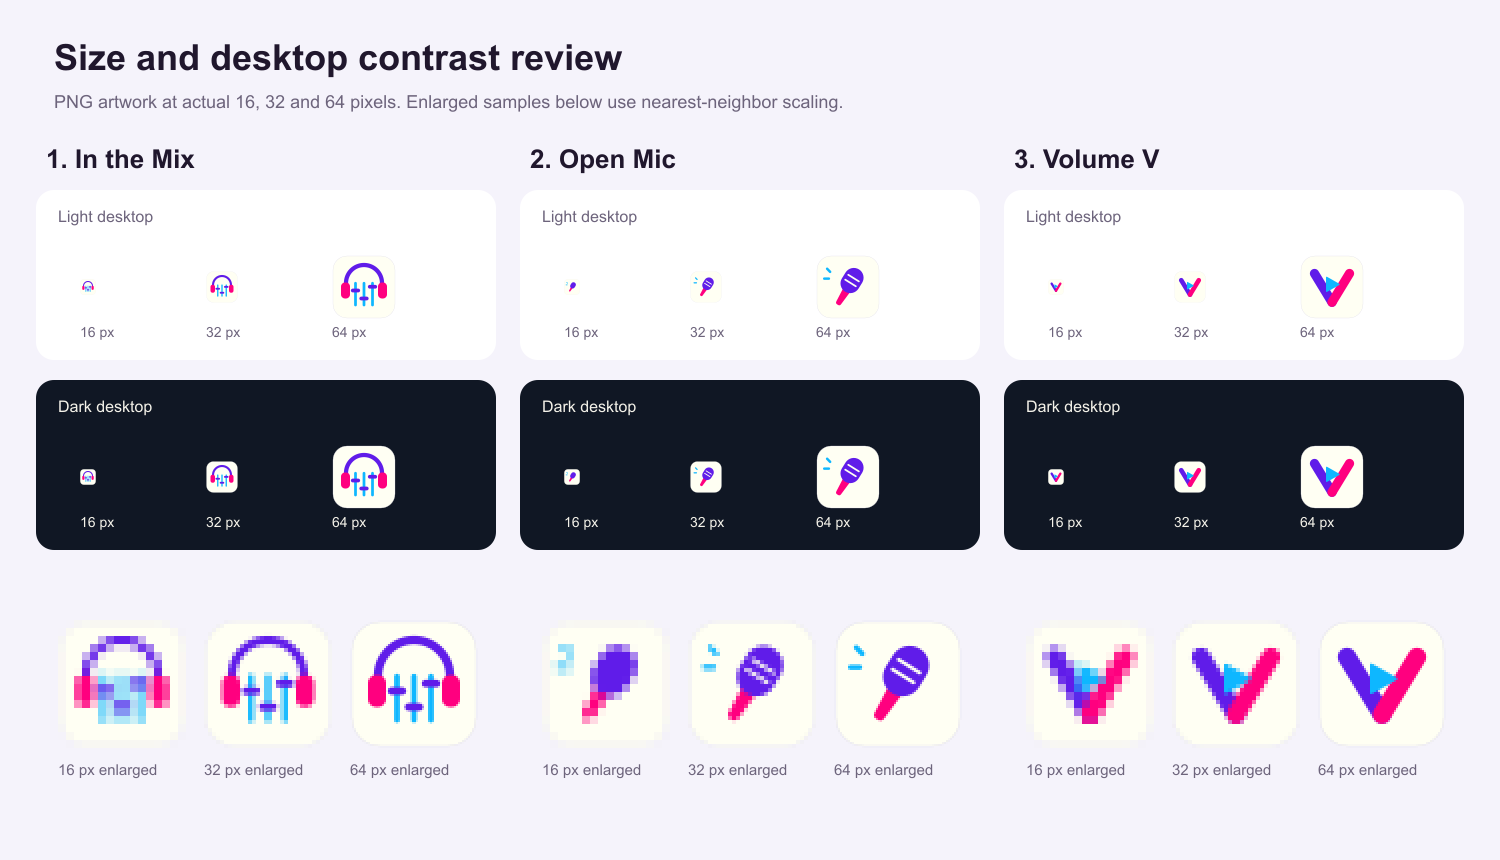 Size and desktop contrast review
PNG artwork at actual 16, 32 and 64 pixels. Enlarged samples below use nearest-neighbor scaling.
1. In the Mix
2. Open Mic
3. Volume V
Light desktop
Light desktop
Light desktop
16 px
32 px
64 px
16 px
32 px
64 px
16 px
32 px
64 px
Dark desktop
Dark desktop
Dark desktop
16 px
32 px
64 px
16 px
32 px
64 px
16 px
32 px
64 px
16 px enlarged
32 px enlarged
64 px enlarged
16 px enlarged
32 px enlarged
64 px enlarged
16 px enlarged
32 px enlarged
64 px enlarged